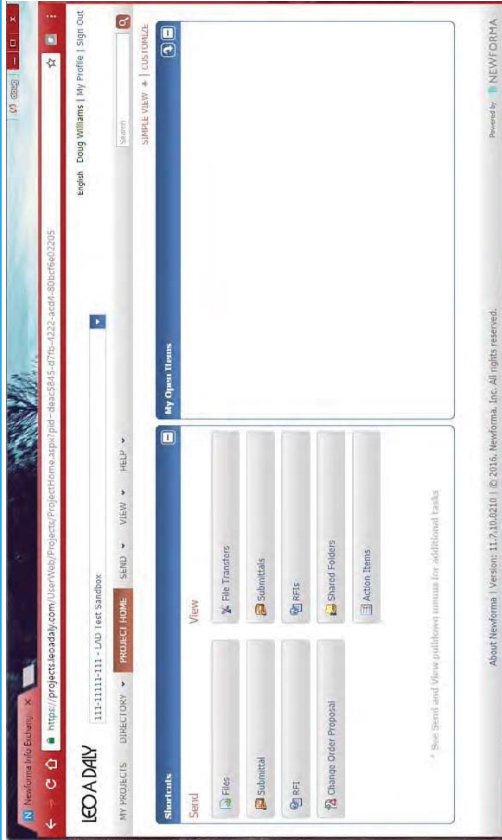 Newforma Info Exchang
doug
https://projects.leoadaly.com/UserWeb/Projects/ProjectHome.aspx?pid=deac5845-d7fb-4222-acd4-80bcf6e02205
LEO A DALY
111-11111-111 - LAD Test Sandbox
English Doug Williams | My Profile | Sign Out
MY PROJECTS DIRECTORY PROJECT HOME SEND VIEW HELP
Search
SIMPLE VIEW + | CUSTOMIZE
Shortcuts
Send
Files
Submittal
RFI
Change Order Proposal
View
File Transfers
Submittals
RFIs
Shared Folders
Action Items
* See Send and View pulldown menus for additional tasks
My Open Items
About Newforma | Version: 11.7.10.0210 | © 2016, Newforma, Inc. All rights reserved.
Powered by NEWFORMA